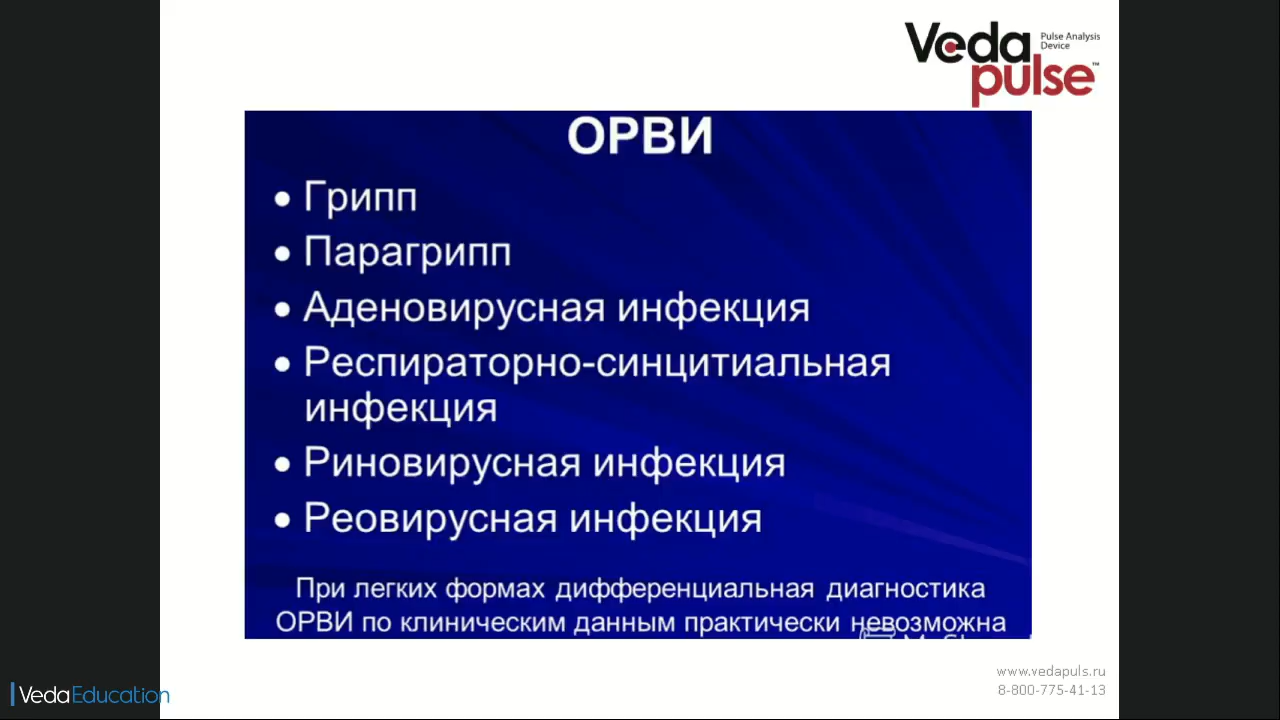 Veda Pulse Analysis
Device
pulse™
ОРВИ
• Грипп
• Парагрипп
• Аденовирусная инфекция
• Респираторно-синцитиальная
инфекция
• Риновирусная инфекция
• Реовирусная инфекция
При легких формах дифференциальная диагностика
ОРВИ по клиническим данным практически невозможна
www.vedapuls.ru
8-800-775-41-13
VedaEducation